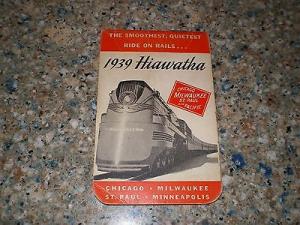 THE SMOOTHEST, QUIETEST
RIDE ON RAILS...
1939 Hiawatha
CHICAGO
MILWAUKEE
ST. PAUL
AND PACIFIC
CHICAGO • MILWAUKEE
ST. PAUL • MINNEAPOLIS